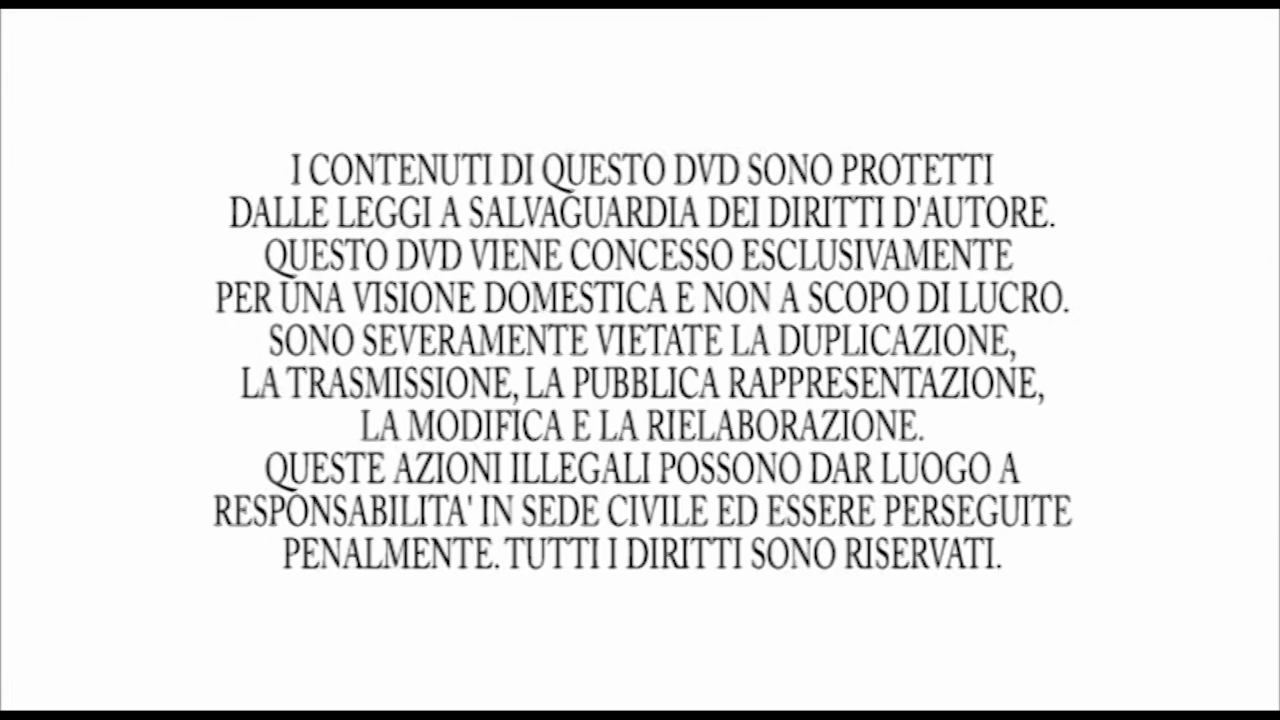 I CONTENUTI DI QUESTO DVD SONO PROTETTI
DALLE LEGGI A SALVAGUARDIA DEI DIRITTI D'AUTORE.
QUESTO DVD VIENE CONCESSO ESCLUSIVAMENTE
PER UNA VISIONE DOMESTICA E NON A SCOPO DI LUCRO.
SONO SEVERAMENTE VIETATE LA DUPLICAZIONE,
LA TRASMISSIONE, LA PUBBLICA RAPPRESENTAZIONE,
LA MODIFICA E LA RIELABORAZIONE.
QUESTE AZIONI ILLEGALI POSSONO DAR LUOGO A
RESPONSABILITA' IN SEDE CIVILE ED ESSERE PERSEGUITE
PENALMENTE. TUTTI I DIRITTI SONO RISERVATI.